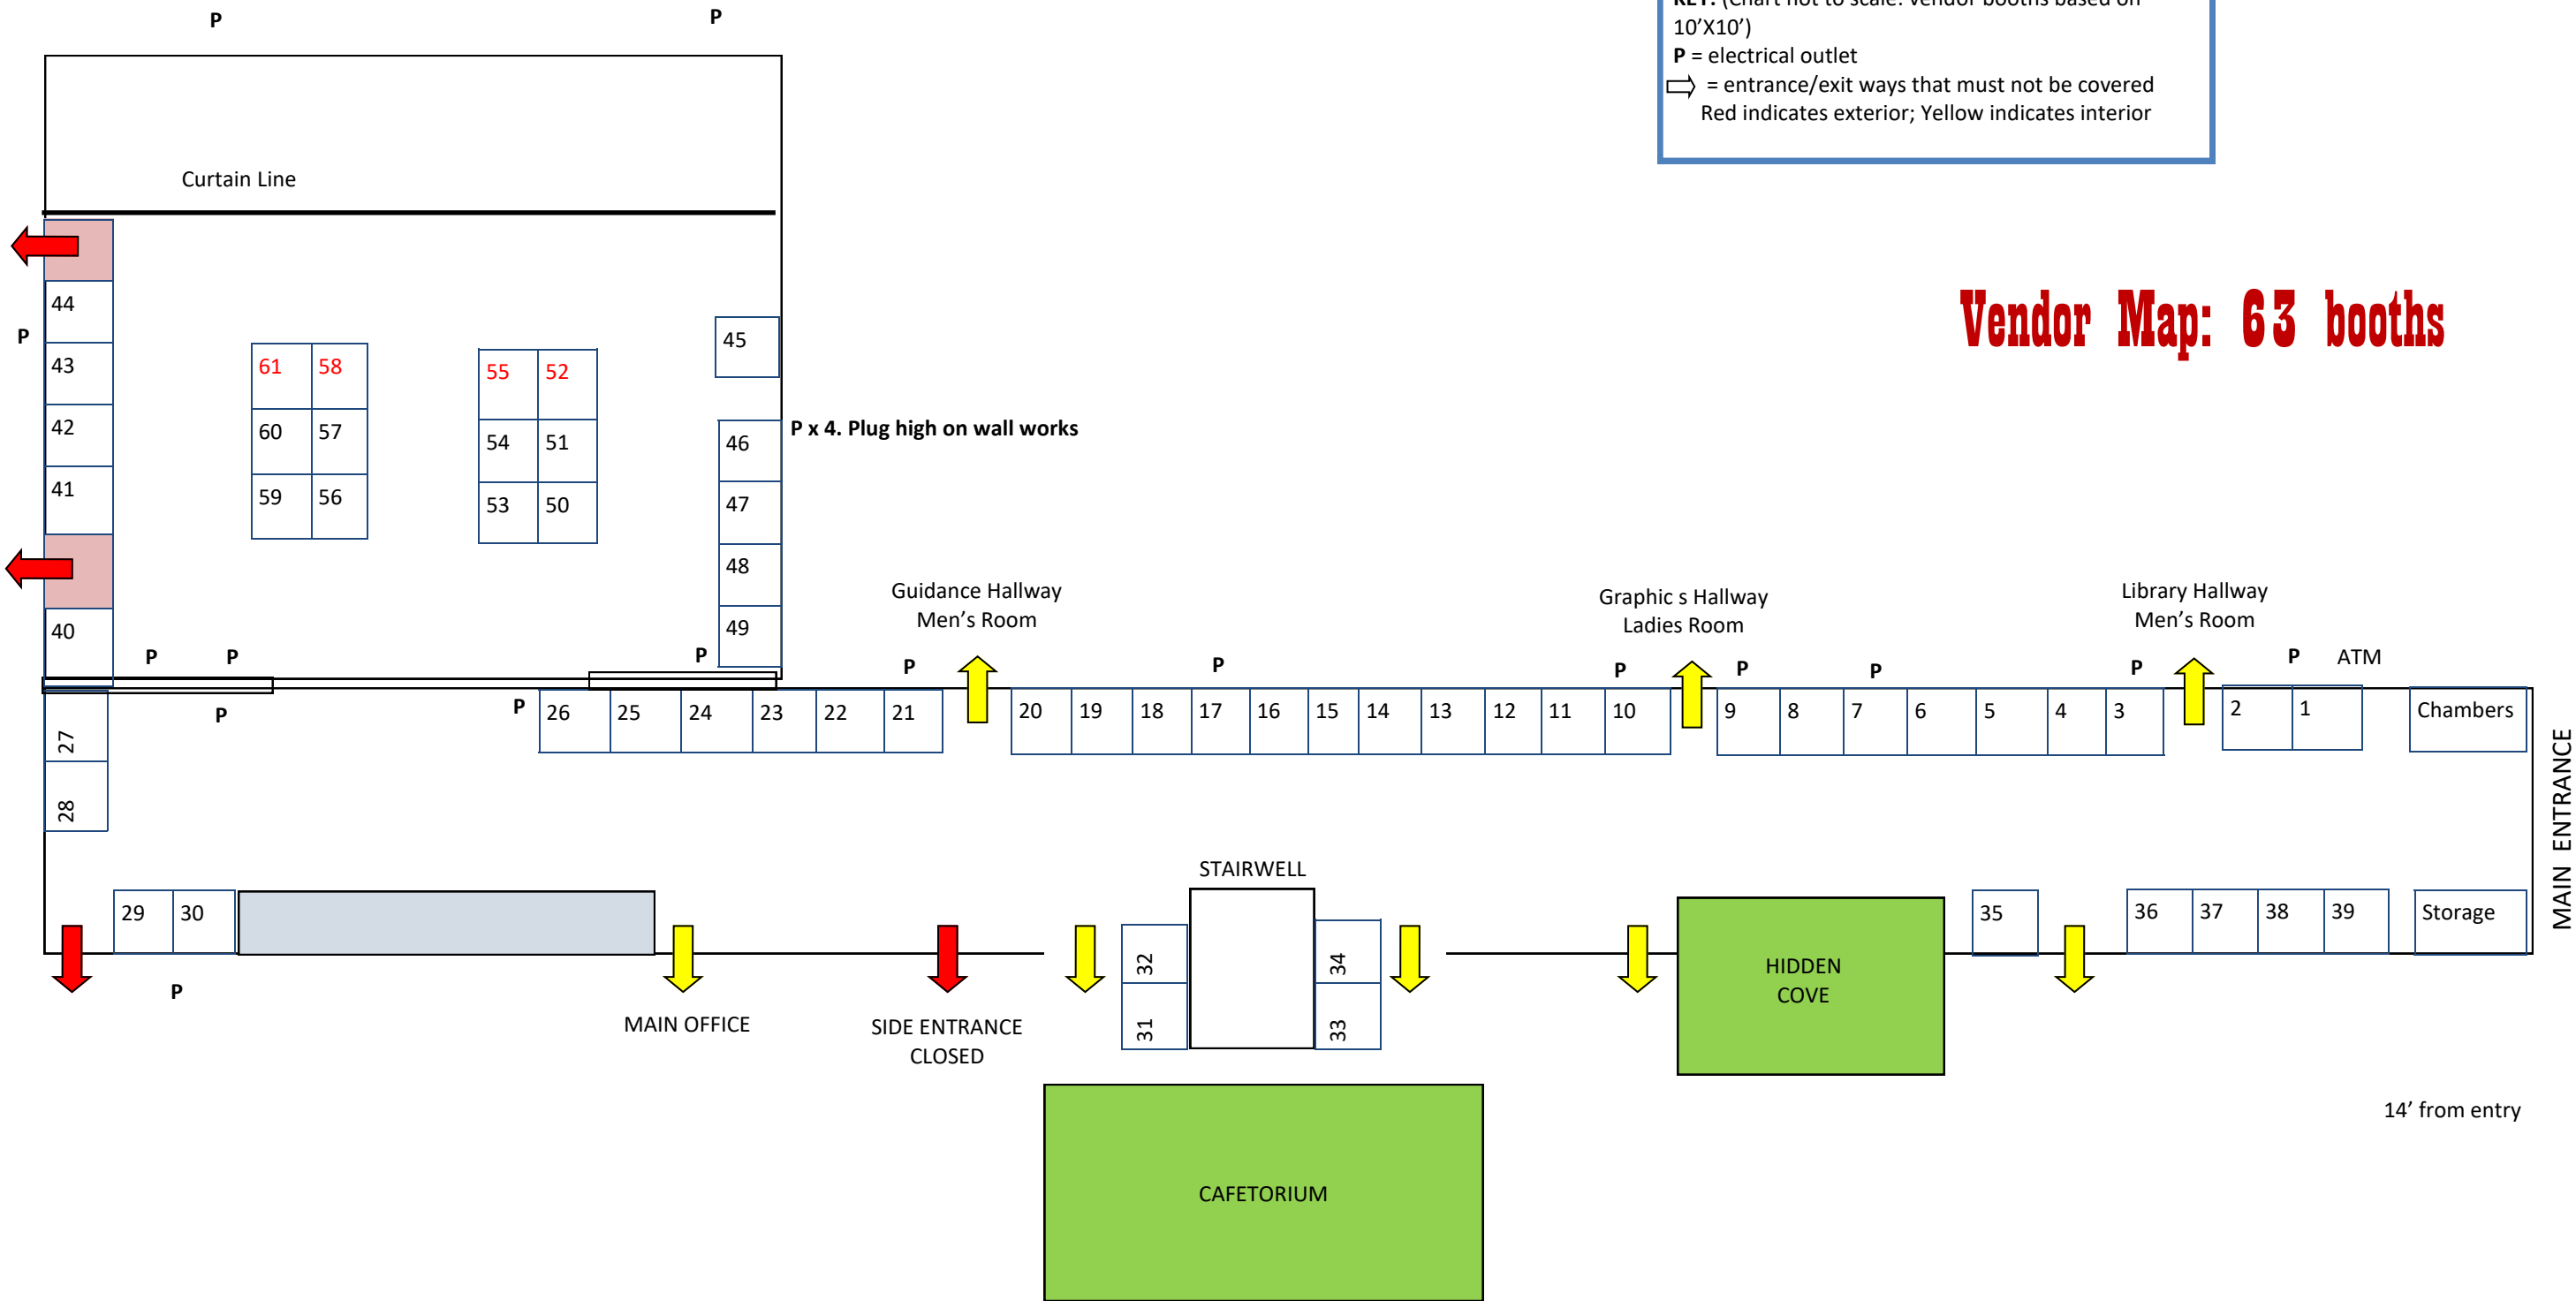 P
P
KEY: (Chart not to scale. Vendor booths based on
10’X10’)
P = electrical outlet
= entrance/exit ways that must not be covered
Red indicates exterior; Yellow indicates interior
Curtain Line
Vendor Map: 63 booths
44
P
43
42
41
40
61 58
60 57
59 56
55 52
54 51
53 50
45
46
47
48
49
P x 4. Plug high on wall works
P P
P
P
P
Guidance Hallway
Men’s Room
P
P
P
Graphic s Hallway
Ladies Room
P
P
P
Library Hallway
Men’s Room
P
ATM
27
28
26 25 24 23 22 21
20 19 18 17 16 15 14 13 12 11 10
9 8 7 6 5 4 3
2 1
Chambers
MAIN ENTRANCE
29 30
P
MAIN OFFICE
SIDE ENTRANCE
CLOSED
STAIRWELL
32
31
34
33
HIDDEN
COVE
35
36 37 38 39
Storage
14’ from entry
CAFETORIUM